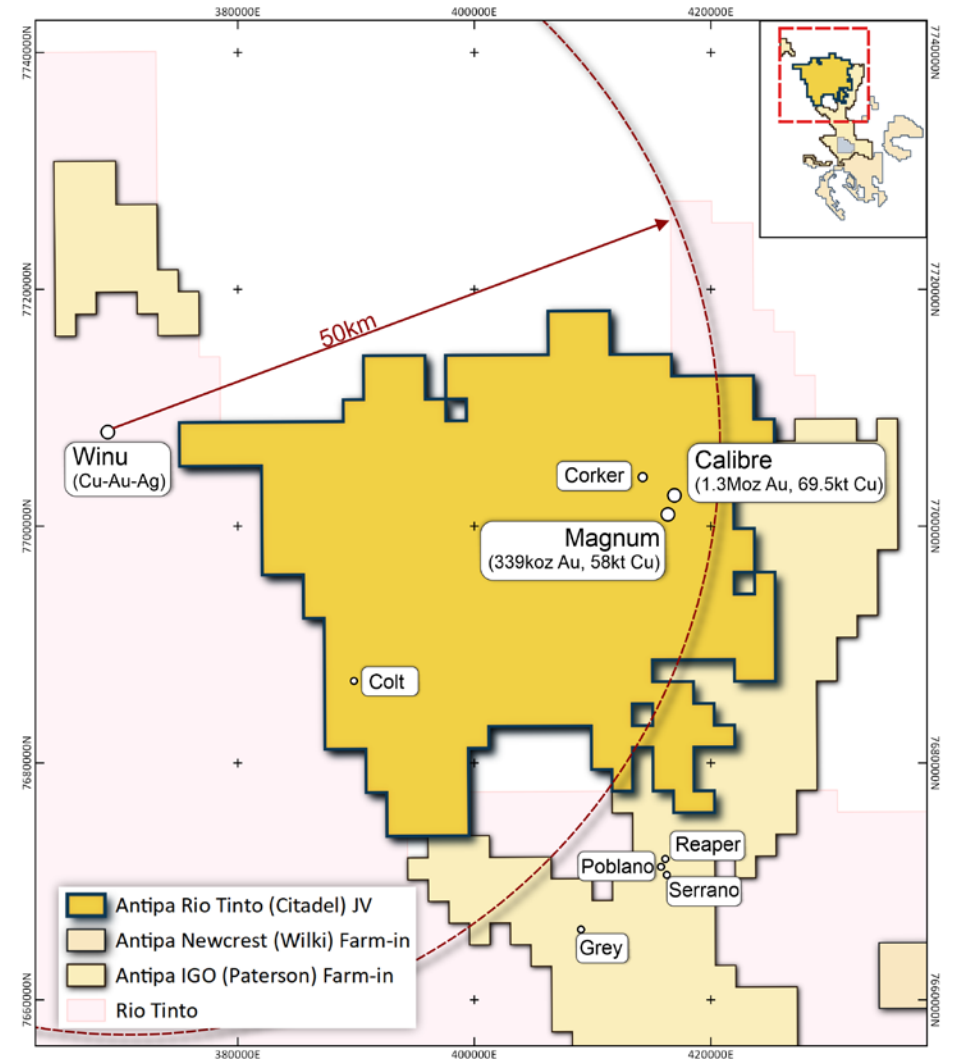 380000E
400000E
420000E
7740000N
7740000N
7720000N
7720000N
50km
Winu
(Cu-Au-Ag)
Corker
Calibre
(1.3Moz Au, 69.5kt Cu)
Magnum
(339koz Au, 58kt Cu)
7700000N
7700000N
Colt
7680000N
7680000N
Reaper
Poblano
Serrano
Grey
Antipa Rio Tinto (Citadel) JV
Antipa Newcrest (Wilki) Farm-in
Antipa IGO (Paterson) Farm-in
Rio Tinto
7660000N
7660000N
380000E
400000E
420000E